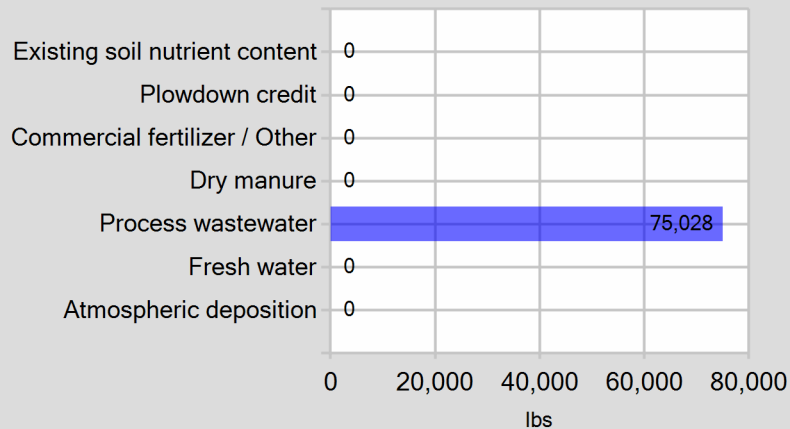 Existing soil nutrient content 0
Plowdown credit 0
Commercial fertilizer / Other 0
Dry manure 0
Process wastewater 75,028
Fresh water 0
Atmospheric deposition 0
0 20,000 40,000 60,000 80,000
lbs